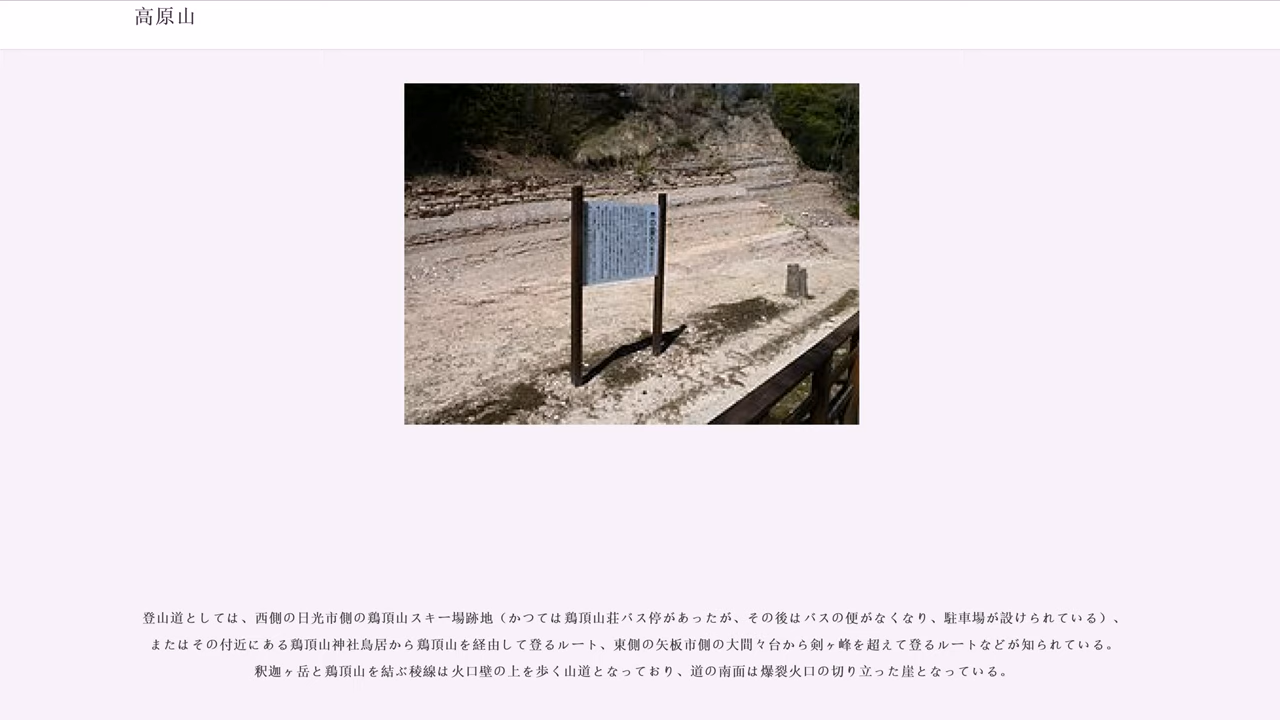 高原山
登山道としては、西側の日光市側の鶏頂山スキー場跡地（かつては鶏頂山荘バス停があったが、その後はバスの便がなくなり、駐車場が設けられている）、
またはその付近にある鶏頂山神社鳥居から鶏頂山を経由して登るルート、東側の矢板市側の大間々台から剣ヶ峰を超えて登るルートなどが知られている。
釈迦ヶ岳と鶏頂山を結ぶ稜線は火口壁の上を歩く山道となっており、道の南面は爆裂火口の切り立った崖となっている。